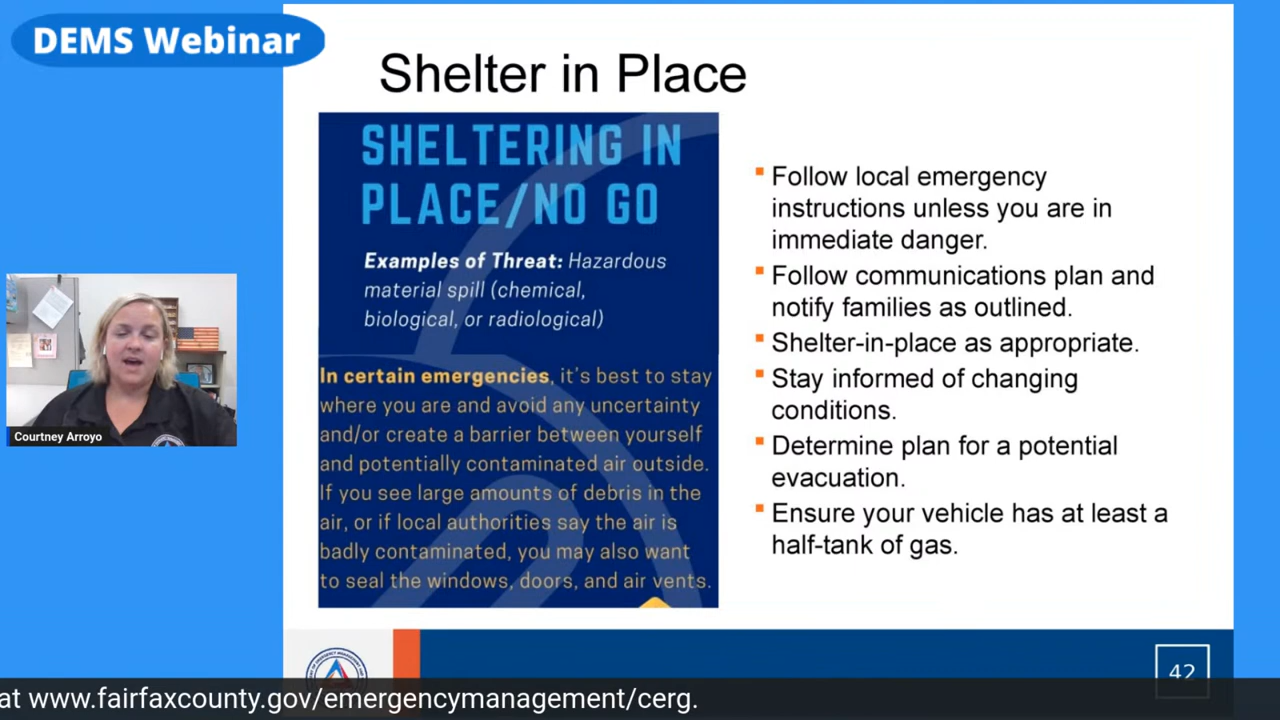 DEMS Webinar
Shelter in Place
SHELTERING IN
PLACE/NO GO
Examples of Threat: Hazardous
material spill (chemical,
biological, or radiological)
In certain emergencies, it's best to stay
where you are and avoid any uncertainty
and/or create a barrier between yourself
and potentially contaminated air outside.
If you see large amounts of debris in the
air, or if local authorities say the air is
badly contaminated, you may also want
to seal the windows, doors, and air vents.
Follow local emergency
instructions unless you are in
immediate danger.
Follow communications plan and
notify families as outlined.
Shelter-in-place as appropriate.
Stay informed of changing
conditions.
Determine plan for a potential
evacuation.
Ensure your vehicle has at least a
half-tank of gas.
Courtney Arroyo
42
at www.fairfaxcounty.gov/emergencymanagement/cerg.